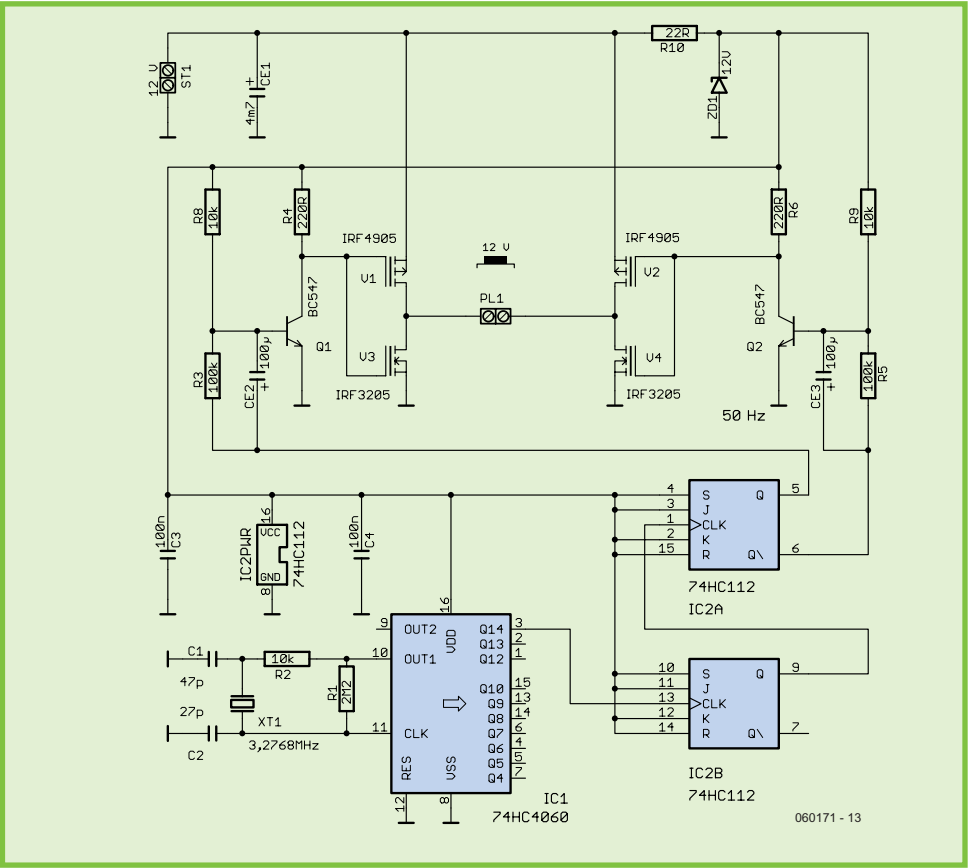 22R
R10
12 V
ST1
+
CE1
4m7
12V
ZD1
R8
10k
R4
220R
220R
R6
R9
10k
IRF4905
12 V
IRF4905
V1
V2
PL1
BC547
BC547
Q1
Q2
V3
V4
R3
100k
CE2
100µ
+
IRF3205
IRF3205
CE3
100µ
+
100k
R5
50 Hz
4 S Q 5
3 J
1 CLK
2 K
15 R Q\ 6
74HC112
IC2A
100n
C3
IC2PWR
16
VCC
GND
8
74HC112
100n
C4
16
9 OUT2 VDD Q14 3
Q13 2
10 OUT1 Q12 1
Q10 15
Q9 13
Q8 14
Q7 6
11 CLK Q6 4
Q5 5
Q4 7
RES
VSS
12
8
IC1
74HC4060
C1
47p
10k
R2
R1
2M2
27p
XT1
C2
3,2768MHz
10 S Q 9
11 J
13 CLK
12 K
14 R Q\ 7
IC2B
74HC112
060171 - 13